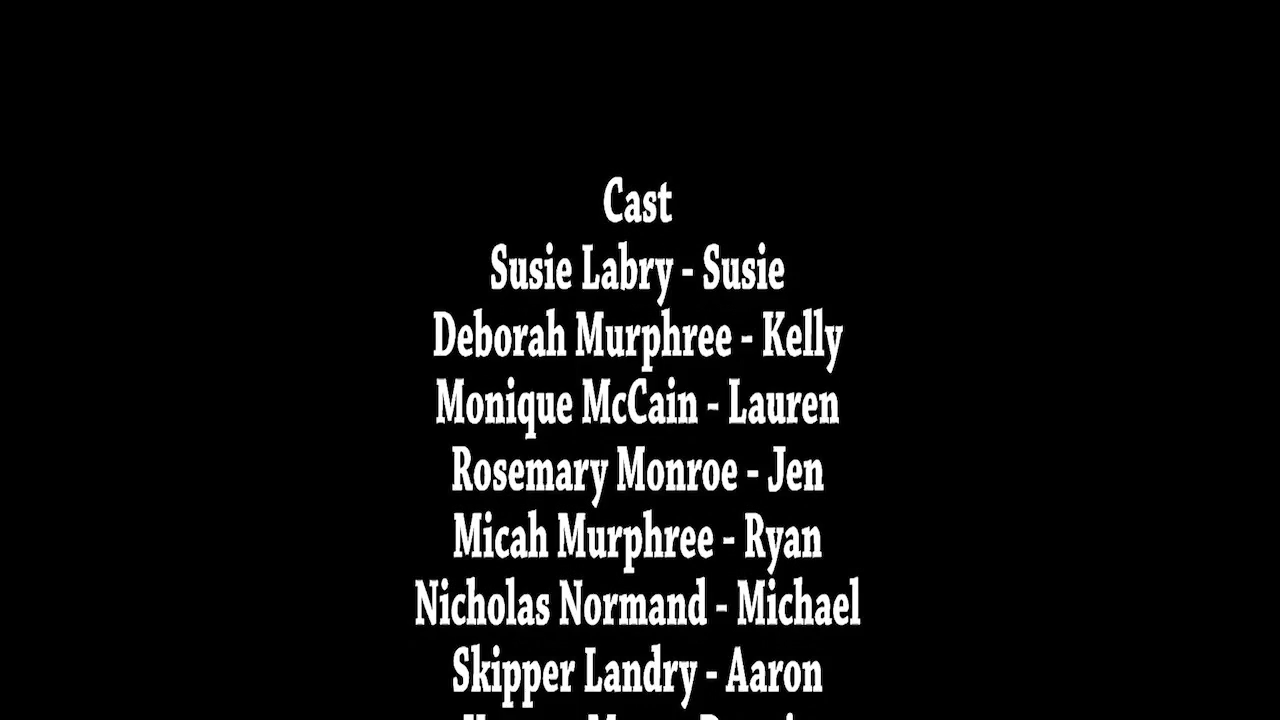 Cast
Susie Labry - Susie
Deborah Murphree - Kelly
Monique McCain - Lauren
Rosemary Monroe - Jen
Micah Murphree - Ryan
Nicholas Normand - Michael
Skipper Landry - Aaron